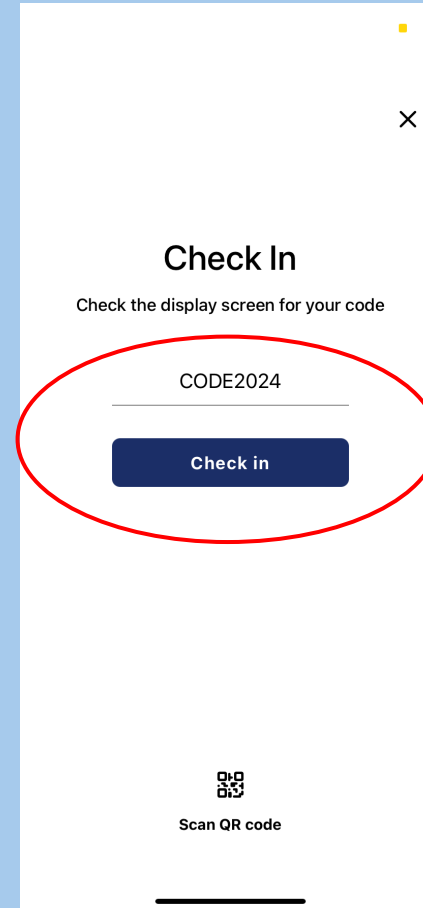 Check In
Check the display screen for your code
CODE2024
Check in
Scan QR code